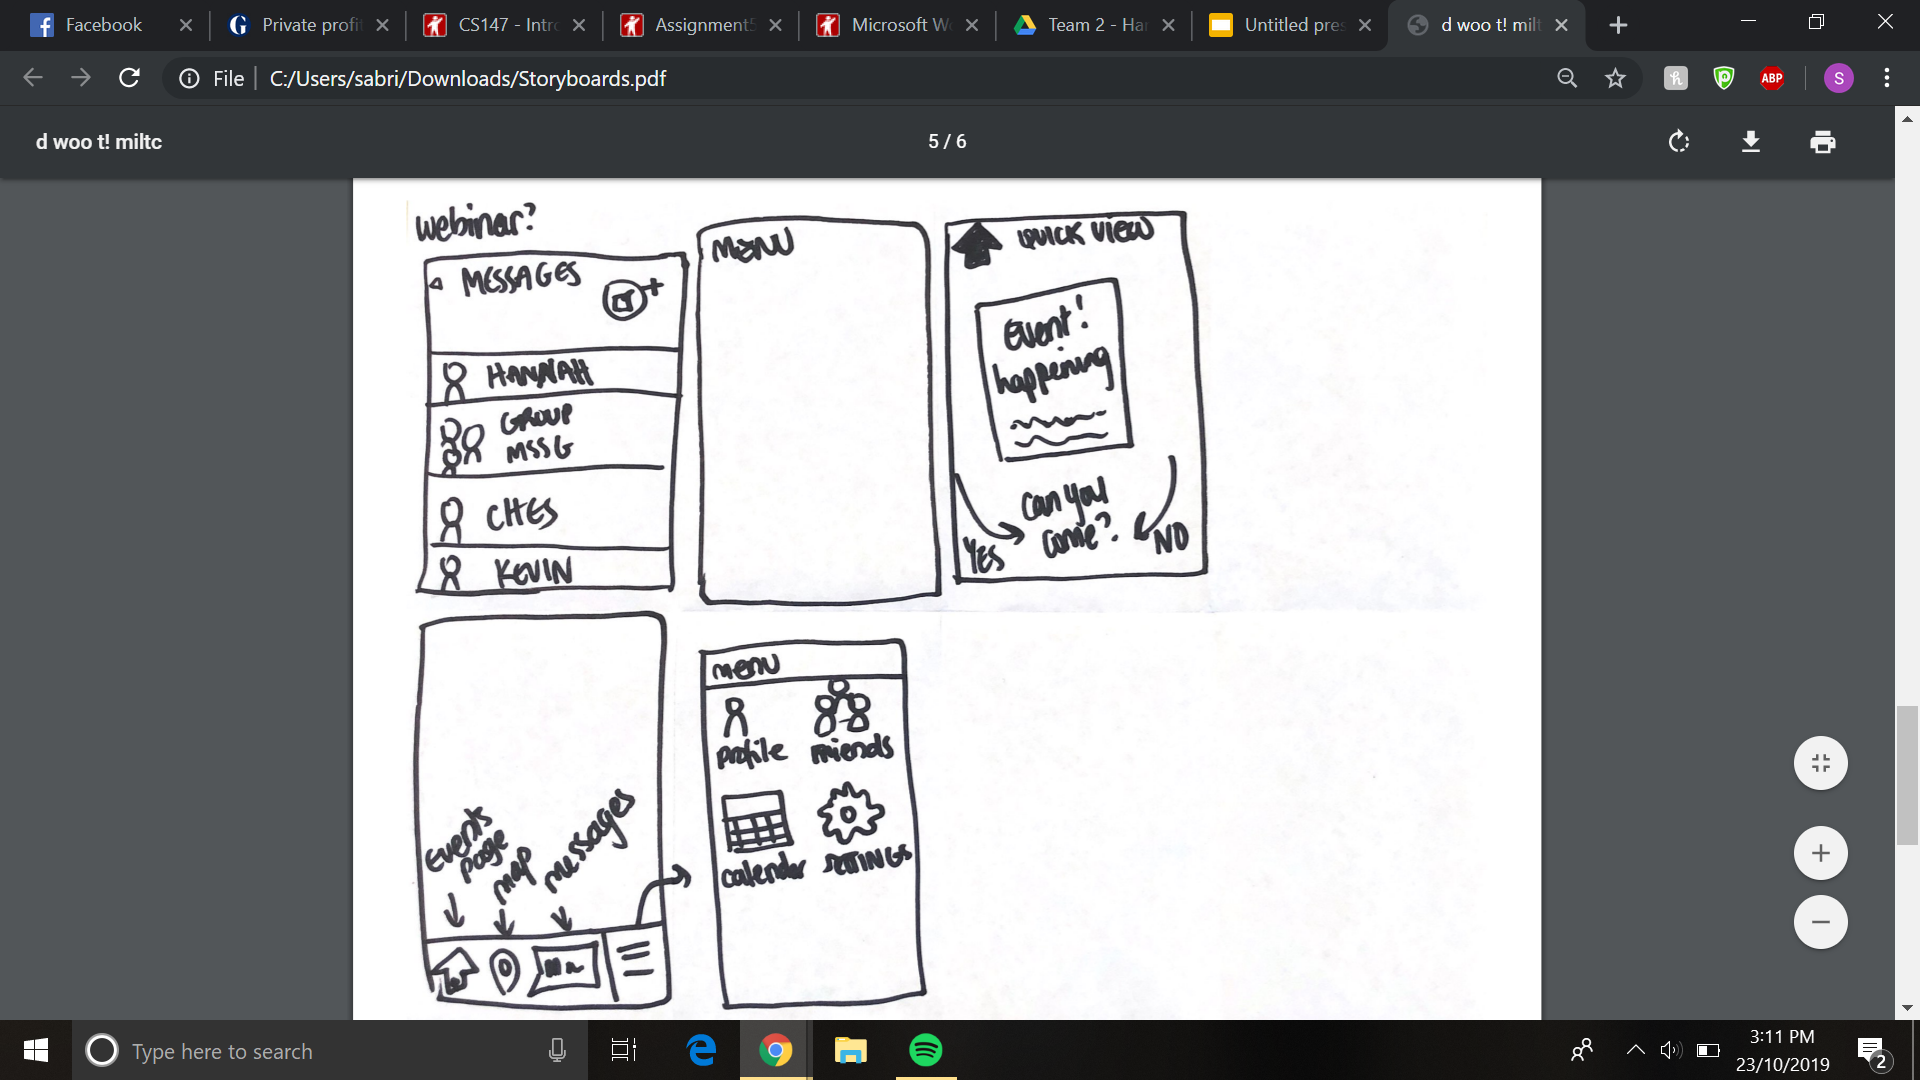 Facebook
Private profi
CS147 - Intro
Assignment5
Microsoft Wo
Team 2 - Han
Untitled pres
d woo t! milt
File
C:/Users/sabri/Downloads/Storyboards.pdf
ABP
S
d woo t! miltc
5 / 6
webinar?
MESSAGES
HANNAH
GROUP
MSSG
CHES
KEVIN
MENU
QUICK VIEW
Event!
happening
can you
come?
YES
NO
Events
page
map
messages
menu
profile
Friends
calendar
SETTINGS
Type here to search
3:11 PM
23/10/2019
2